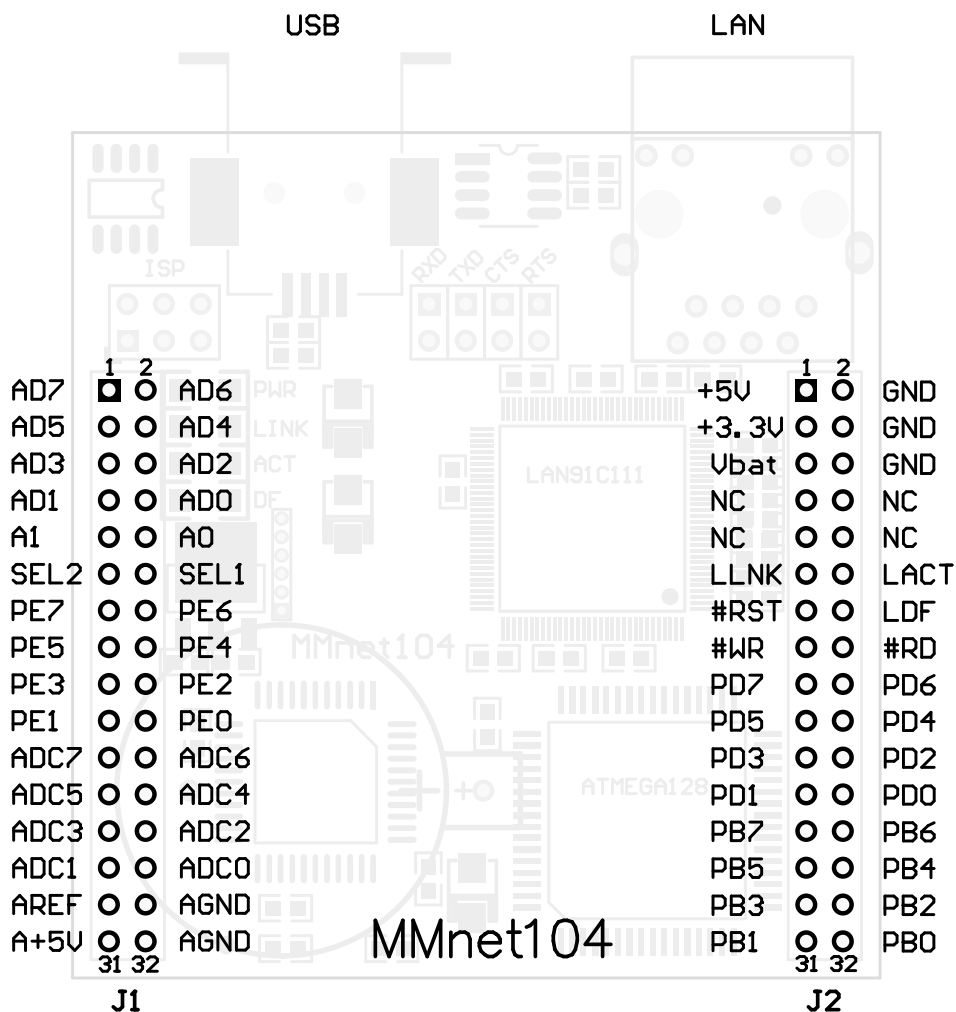 USB LAN
ISP RXD TXD CTS RTS
1 2 1 2
AD7 AD6 PWR +5V GND
AD5 AD4 LINK +3.3V GND
AD3 AD2 ACT LAN91C111 Vbat GND
AD1 AD0 DF NC NC
A1 A0 NC NC
SEL2 SEL1 LLNK LACT
PE7 PE6 #RST LDF
PE5 PE4 MMnet104 #WR #RD
PE3 PE2 PD7 PD6
PE1 PE0 PD5 PD4
ADC7 ADC6 PD3 PD2
ADC5 ADC4 + + ATMEGA128 PD1 PD0
ADC3 ADC2 PB7 PB6
ADC1 ADC0 PB5 PB4
AREF AGND PB3 PB2
A+5V AGND MMnet104 PB1 PB0
31 32 31 32
J1 J2